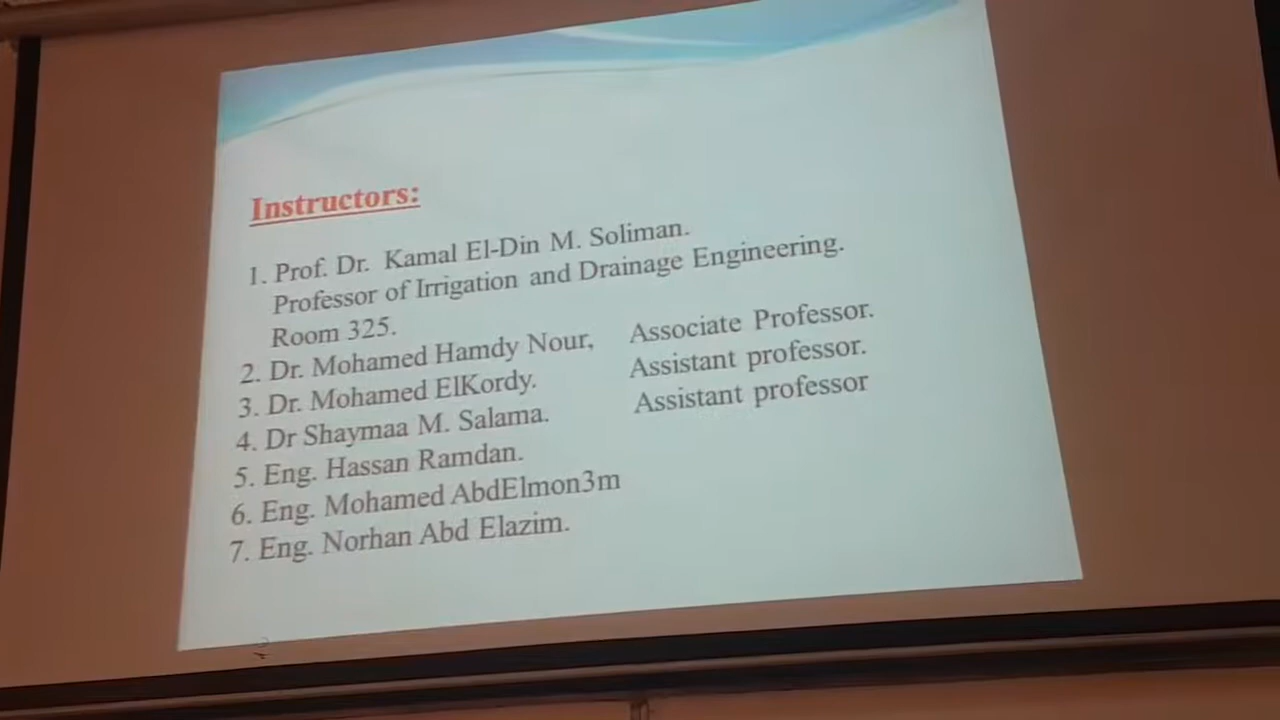 Instructors:
1. Prof. Dr. Kamal El-Din M. Soliman.
Professor of Irrigation and Drainage Engineering.
Room 325.
2. Dr. Mohamed Hamdy Nour, Associate Professor.
3. Dr. Mohamed ElKordy. Assistant professor.
4. Dr Shaymaa M. Salama. Assistant professor
5. Eng. Hassan Ramdan.
6. Eng. Mohamed AbdElmon3m
7. Eng. Norhan Abd Elazim.